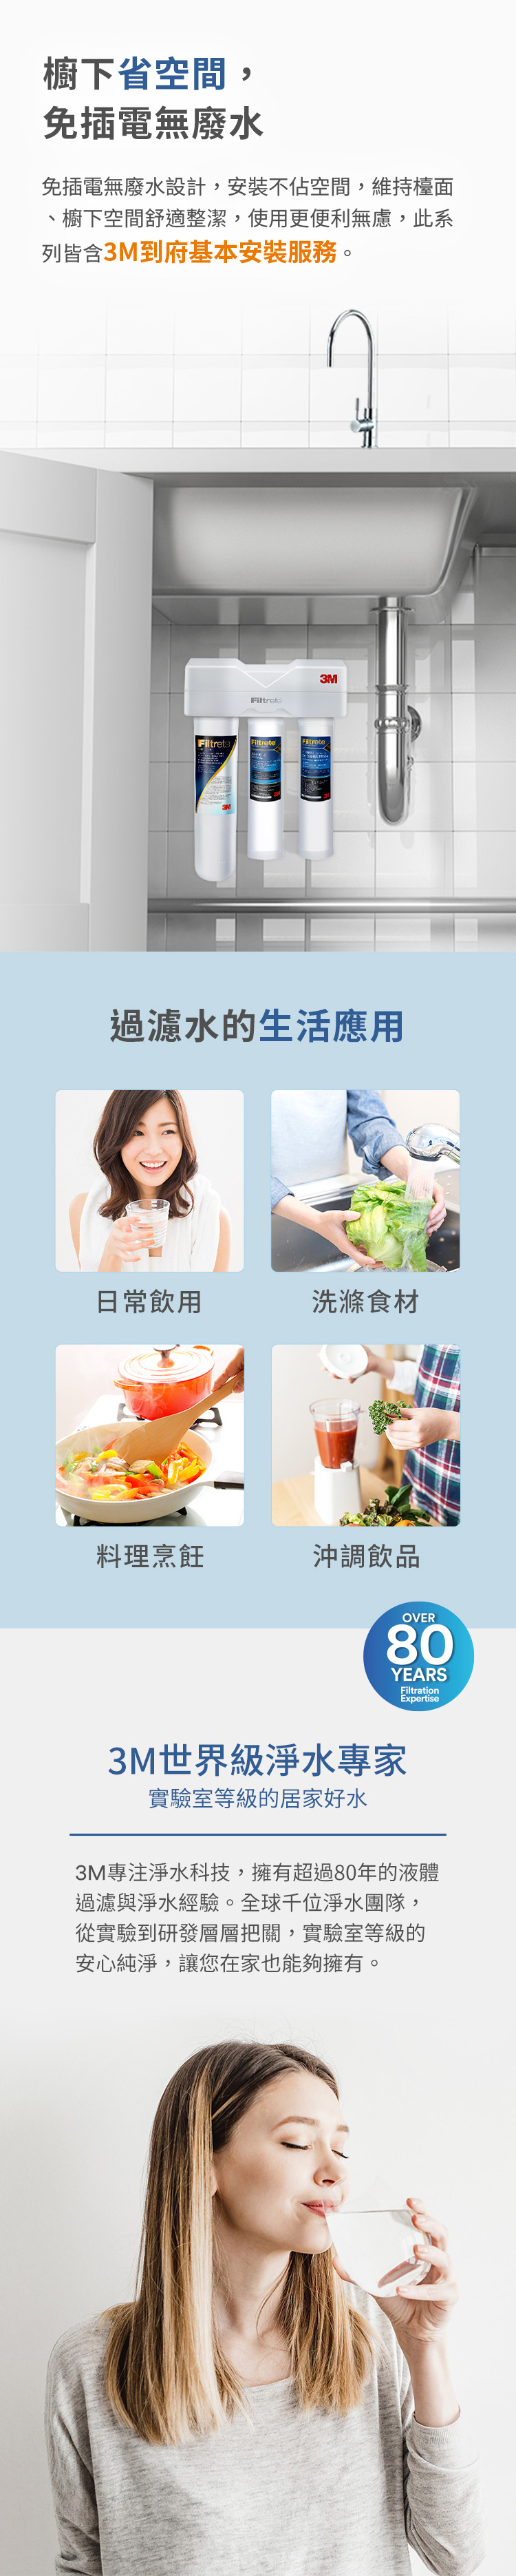 櫥下省空間，
免插電無廢水
免插電無廢水設計，安裝不佔空間，維持檯面
、櫥下空間舒適整潔，使用更便利無慮，此系
列皆含3M到府基本安裝服務。
3M
Filtrete
Filtrete
Filtrete
Filtrete
3M
3M
3M
過濾水的生活應用
日常飲用
洗滌食材
料理烹飪
沖調飲品
OVER
80
YEARS
Filtration
Expertise
3M世界級淨水專家
實驗室等級的居家好水
3M專注淨水科技，擁有超過80年的液體
過濾與淨水經驗。全球千位淨水團隊，
從實驗到研發層層把關，實驗室等級的
安心純淨，讓您在家也能夠擁有。